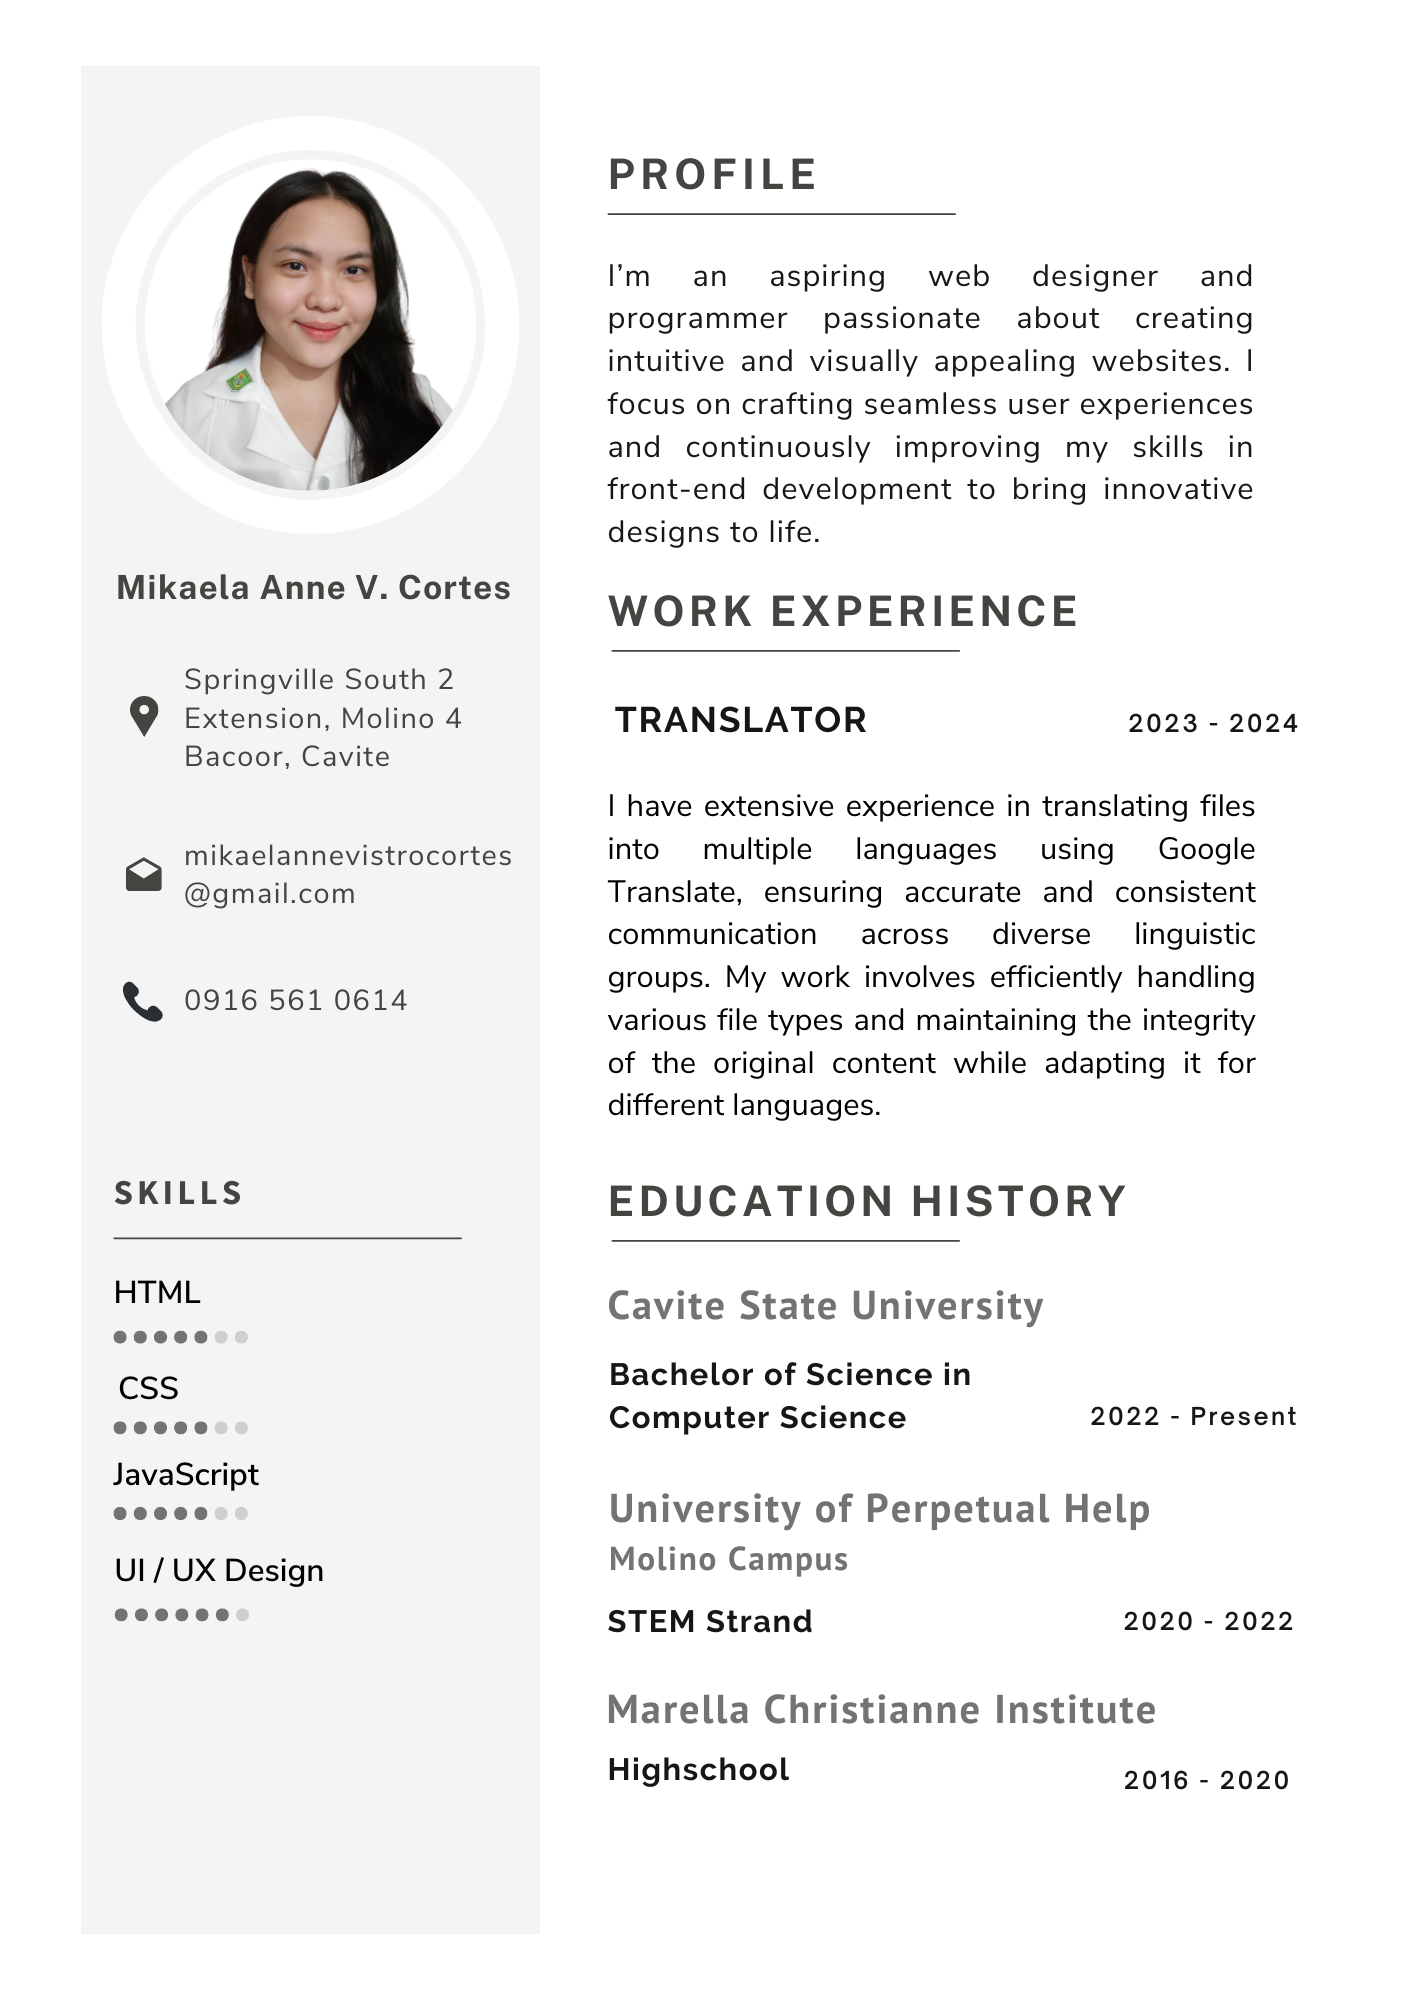 Mikaela Anne V. Cortes
Springville South 2
Extension, Molino 4
Bacoor, Cavite
mikaelannevistrocortes
@gmail.com
0916 561 0614
SKILLS
HTML
CSS
JavaScript
UI / UX Design
PROFILE
I’m an aspiring web designer and
programmer passionate about creating
intuitive and visually appealing websites. I
focus on crafting seamless user experiences
and continuously improving my skills in
front-end development to bring innovative
designs to life.
WORK EXPERIENCE
TRANSLATOR 2023 - 2024
I have extensive experience in translating files
into multiple languages using Google
Translate, ensuring accurate and consistent
communication across diverse linguistic
groups. My work involves efficiently handling
various file types and maintaining the integrity
of the original content while adapting it for
different languages.
EDUCATION HISTORY
Cavite State University
Bachelor of Science in
Computer Science 2022 - Present
University of Perpetual Help
Molino Campus
STEM Strand 2020 - 2022
Marella Christianne Institute
Highschool 2016 - 2020